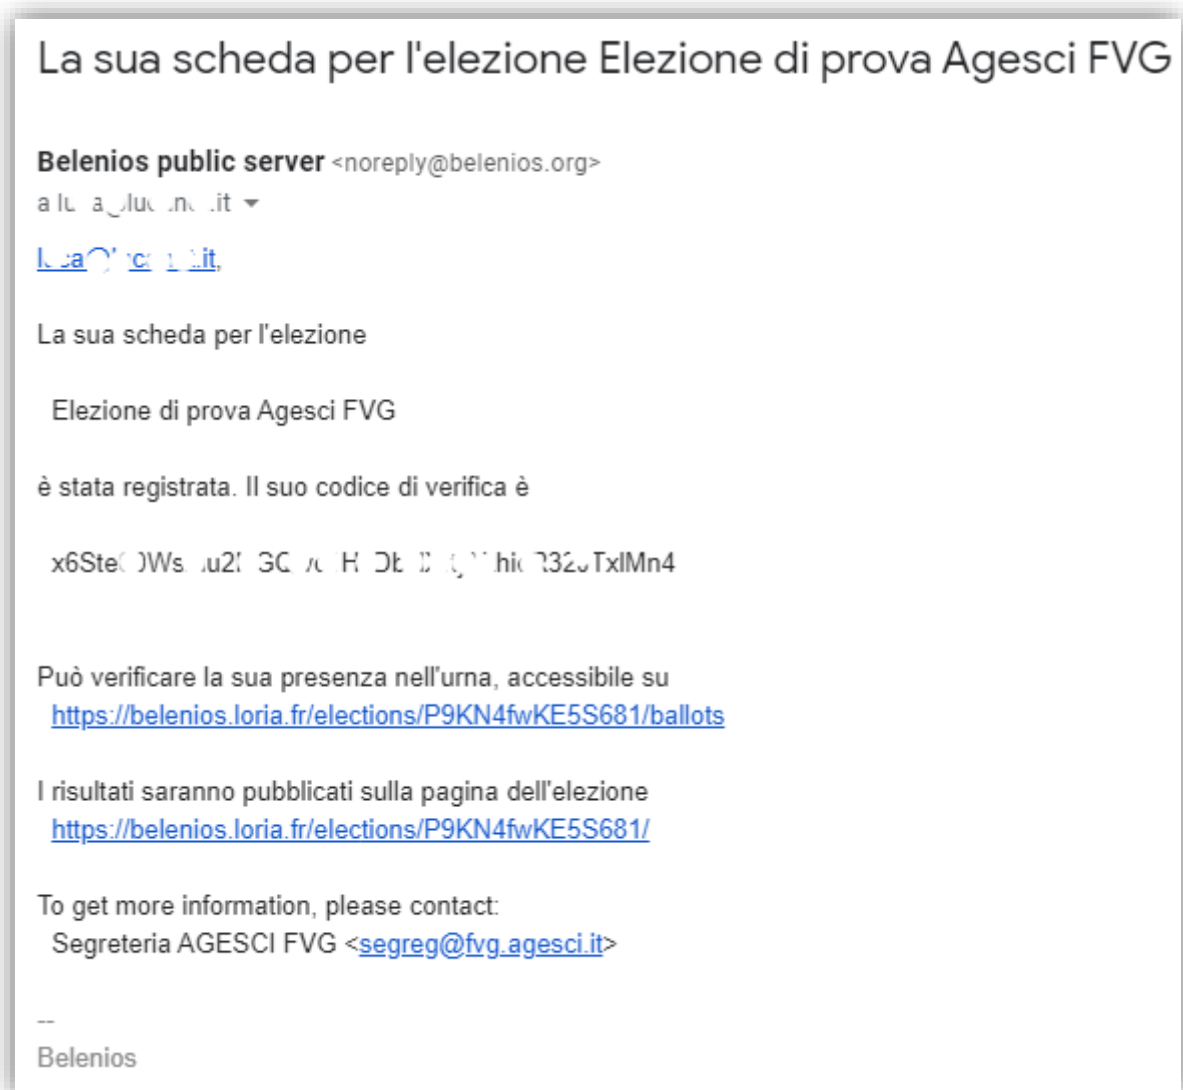 La sua scheda per l'elezione Elezione di prova Agesci FVG
Belenios public server <noreply@belenios.org>
a
La sua scheda per l'elezione
Elezione di prova Agesci FVG
è stata registrata. Il suo codice di verifica è
Può verificare la sua presenza nell'urna, accessibile su
https://belenios.loria.fr/elections/P9KN4fwKE5S681/ballots
I risultati saranno pubblicati sulla pagina dell'elezione
https://belenios.loria.fr/elections/P9KN4fwKE5S681/
To get more information, please contact:
Segreteria AGESCI FVG <segreg@fvg.agesci.it>
--
Belenios